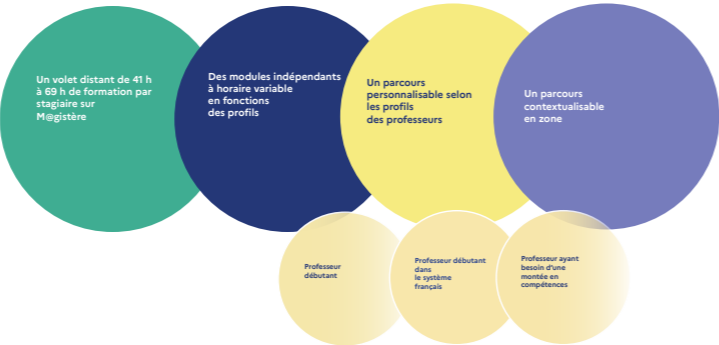 Un volet distant de 41 h
à 69 h de formation par
stagiaire sur
M@gistère
Des modules indépendants
à horaire variable
en fonctions
des profils
Un parcours
personnalisable selon
les profils
des professeurs
Un parcours
contextualisable
en zone
Professeur
débutant
Professeur débutant
dans
le système
français
Professeur ayant
besoin d'une
montée en
compétences